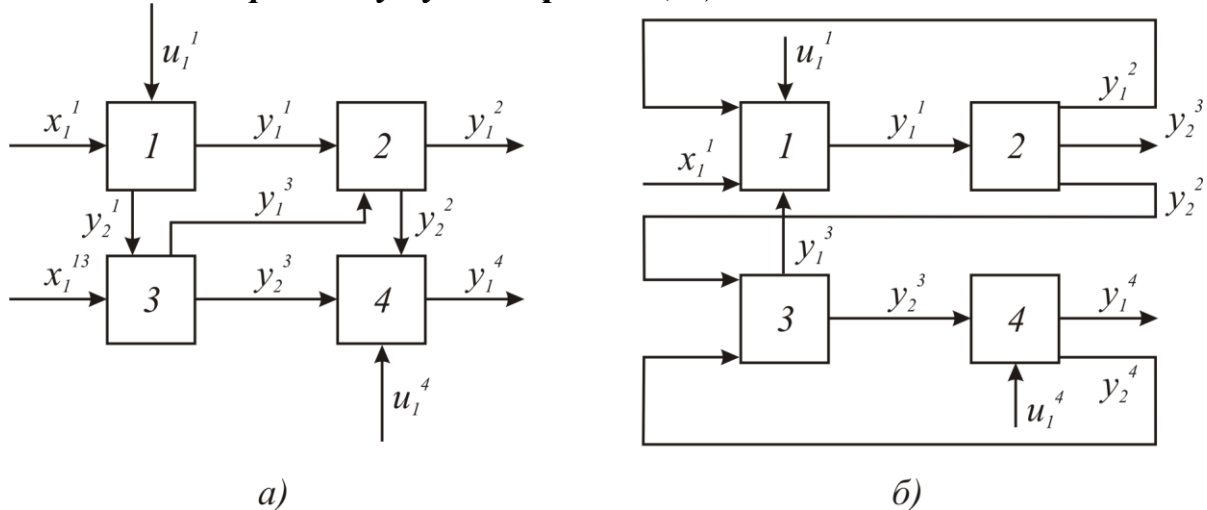 u₁¹ u₁¹ y₁² y₂³
x₁¹ 1 y₁¹ 2 y₁² 1 y₁¹ 2
x₁¹ y₂²
y₂¹ y₁³ y₂² y₁³
x₁¹³ 3 y₂³ 4 y₁⁴ 3 y₂³ 4 y₁⁴
u₁⁴ u₁⁴ y₂⁴
а) б)